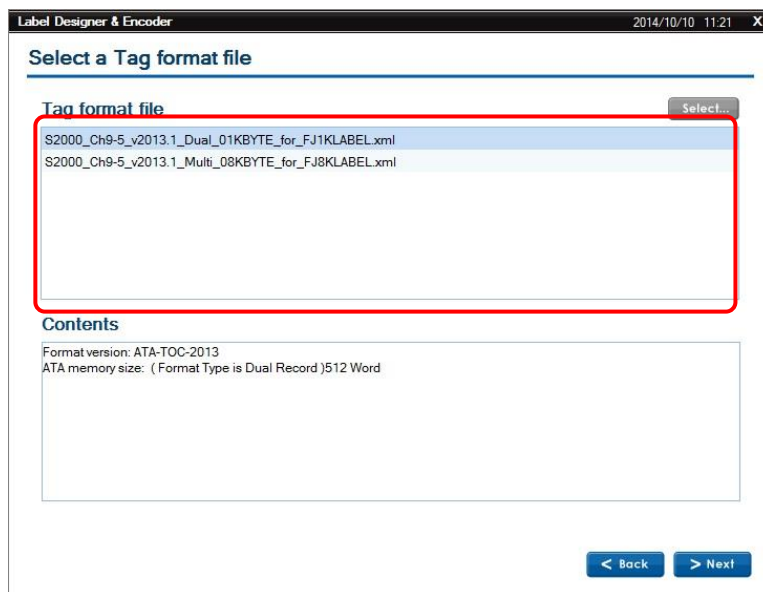 Label Designer & Encoder 2014/10/10 11:21 X
Select a Tag format file
Tag format file Select...
S2000_Ch9-5_v2013.1_Dual_01KBYTE_for_FJ1KLABEL.xml
S2000_Ch9-5_v2013.1_Multi_08KBYTE_for_FJ8KLABEL.xml
Contents
Format version: ATA-TOC-2013
ATA memory size: ( Format Type is Dual Record )512 Word
< Back > Next